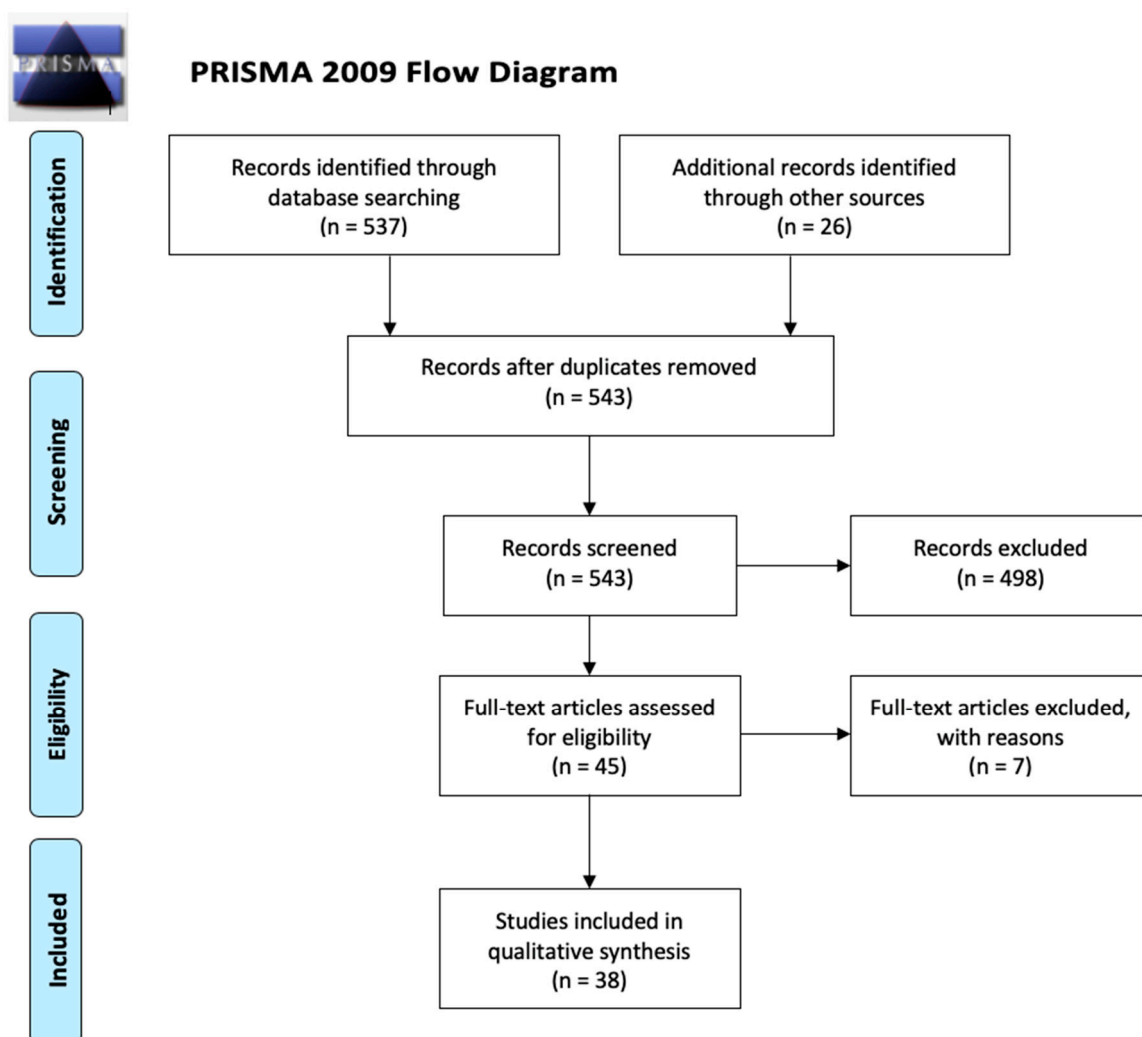 PRISMA
PRISMA 2009 Flow Diagram
Identification
Records identified through
database searching
(n = 537)
Additional records identified
through other sources
(n = 26)
Records after duplicates removed
(n = 543)
Screening
Records screened
(n = 543)
Records excluded
(n = 498)
Eligibility
Full-text articles assessed
for eligibility
(n = 45)
Full-text articles excluded,
with reasons
(n = 7)
Included
Studies included in
qualitative synthesis
(n = 38)